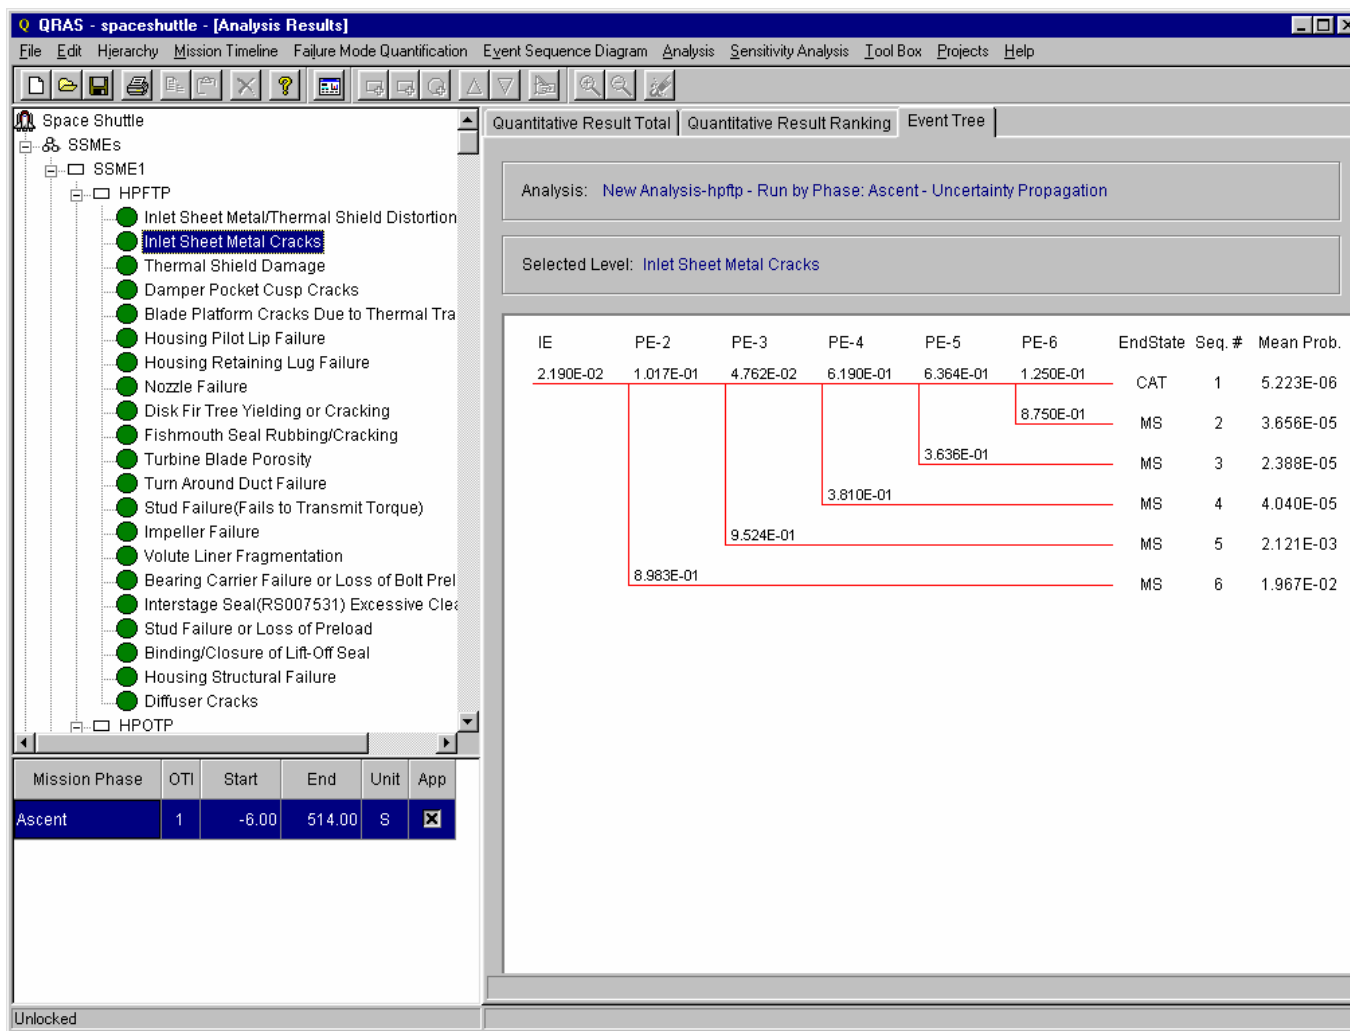 QRAS - spaceshuttle - [Analysis Results]
File Edit Hierarchy Mission Timeline Failure Mode Quantification Event Sequence Diagram Analysis Sensitivity Analysis Tool Box Projects Help
Space Shuttle
SSMEs
SSME1
HPFTP
Inlet Sheet Metal/Thermal Shield Distortion
Inlet Sheet Metal Cracks
Thermal Shield Damage
Damper Pocket Cusp Cracks
Blade Platform Cracks Due to Thermal Tra
Housing Pilot Lip Failure
Housing Retaining Lug Failure
Nozzle Failure
Disk Fir Tree Yielding or Cracking
Fishmouth Seal Rubbing/Cracking
Turbine Blade Porosity
Turn Around Duct Failure
Stud Failure(Fails to Transmit Torque)
Impeller Failure
Volute Liner Fragmentation
Bearing Carrier Failure or Loss of Bolt Prel
Interstage Seal(RS007531) Excessive Clea
Stud Failure or Loss of Preload
Binding/Closure of Lift-Off Seal
Housing Structural Failure
Diffuser Cracks
HPOTP
Mission Phase OTI Start End Unit App
Ascent 1 -6.00 514.00 S
Unlocked
Quantitative Result Total Quantitative Result Ranking Event Tree
Analysis: New Analysis-hpftp - Run by Phase: Ascent - Uncertainty Propagation
Selected Level: Inlet Sheet Metal Cracks
IE PE-2 PE-3 PE-4 PE-5 PE-6 EndState Seq. # Mean Prob.
2.190E-02 1.017E-01 4.762E-02 6.190E-01 6.364E-01 1.250E-01 CAT 1 5.223E-06
8.750E-01 MS 2 3.656E-05
3.636E-01 MS 3 2.388E-05
3.810E-01 MS 4 4.040E-05
9.524E-01 MS 5 2.121E-03
8.983E-01 MS 6 1.967E-02